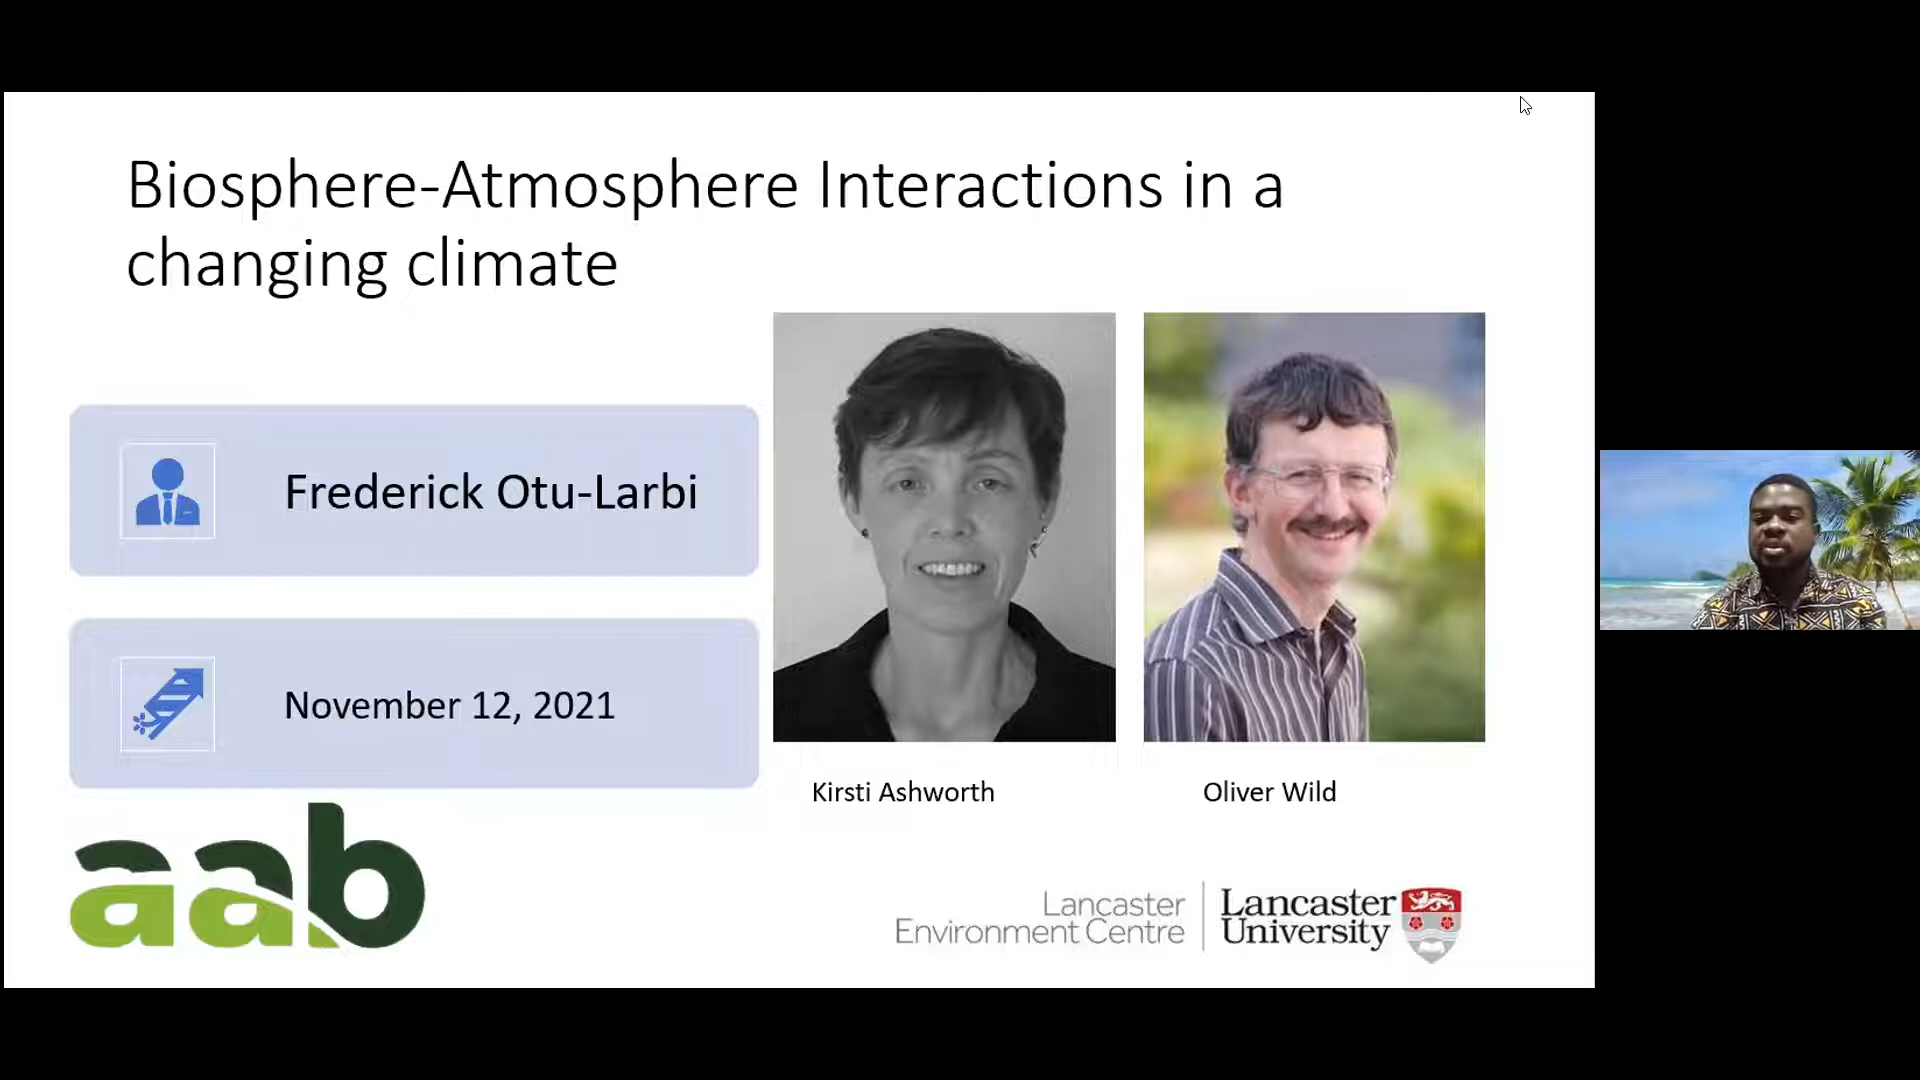 Biosphere-Atmosphere Interactions in a
changing climate
Frederick Otu-Larbi
November 12, 2021
Kirsti Ashworth
Oliver Wild
aab
Lancaster
Environment Centre
Lancaster
University